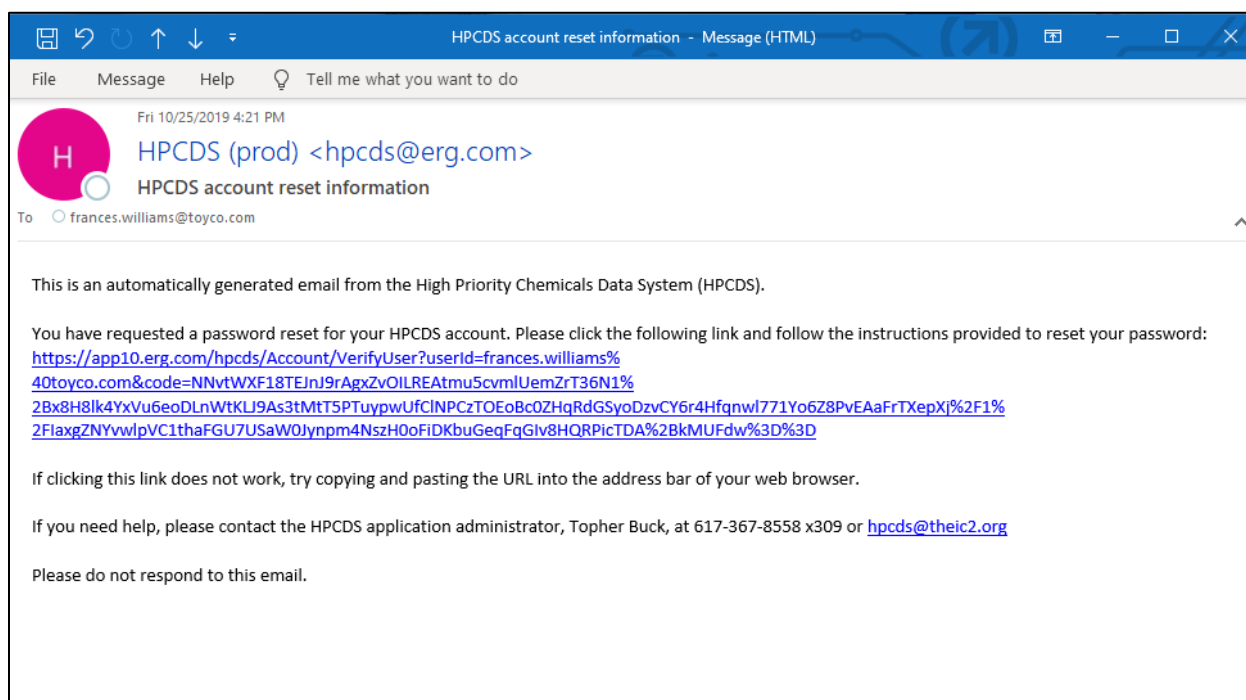 HPCDS account reset information - Message (HTML)
File Message Help Tell me what you want to do
Fri 10/25/2019 4:21 PM
H
HPCDS (prod) <hpcds@erg.com>
HPCDS account reset information
To frances.williams@toyco.com
This is an automatically generated email from the High Priority Chemicals Data System (HPCDS).
You have requested a password reset for your HPCDS account. Please click the following link and follow the instructions provided to reset your password:
https://app10.erg.com/hpcds/Account/VerifyUser?userId=frances.williams%
40toyco.com&code=NNvtWXF18TEJnJ9rAgxZvOILREAtmu5cvmlUemZrT36N1%
2Bx8H8lk4YxVu6eoDLnWtKLJ9As3tMtT5PTuypwUfClNPCzTOEoBc0ZHqRdGSyoDzvCY6r4Hfqnwl771Yo6Z8PvEAaFrTXepXj%2F1%
2FIaxgZNYvwlpVC1thaFGU7USaW0Jynpm4NszH0oFiDKbuGeqFqGIv8HQRPicTDA%2BkMUFdw%3D%3D
If clicking this link does not work, try copying and pasting the URL into the address bar of your web browser.
If you need help, please contact the HPCDS application administrator, Topher Buck, at 617-367-8558 x309 or hpcds@theic2.org
Please do not respond to this email.